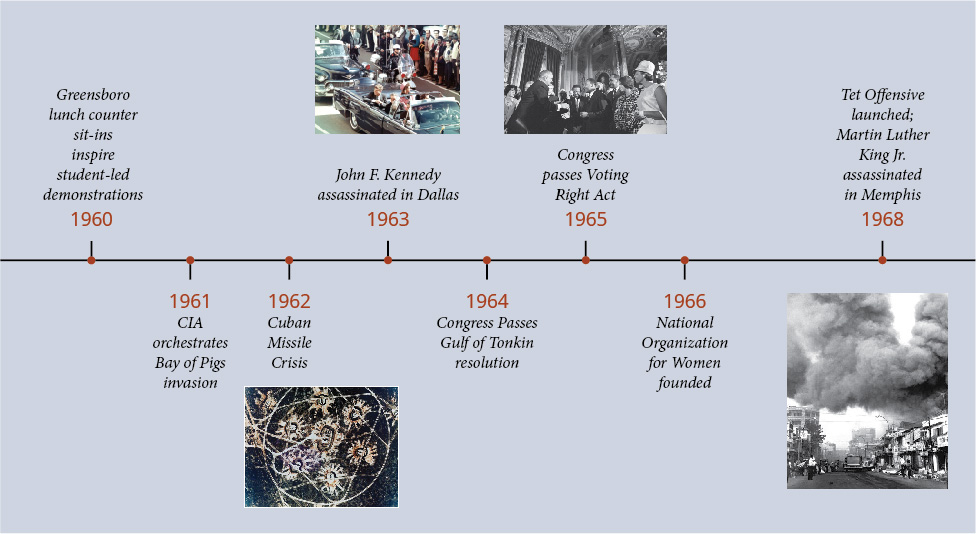 Greensboro
lunch counter
sit-ins
inspire
student-led
demonstrations
1960
1961
CIA
orchestrates
Bay of Pigs
invasion
1962
Cuban
Missile
Crisis
John F. Kennedy
assassinated in Dallas
1963
1964
Congress Passes
Gulf of Tonkin
resolution
Congress
passes Voting
Right Act
1965
1966
National
Organization
for Women
founded
Tet Offensive
launched;
Martin Luther
King Jr.
assassinated
in Memphis
1968